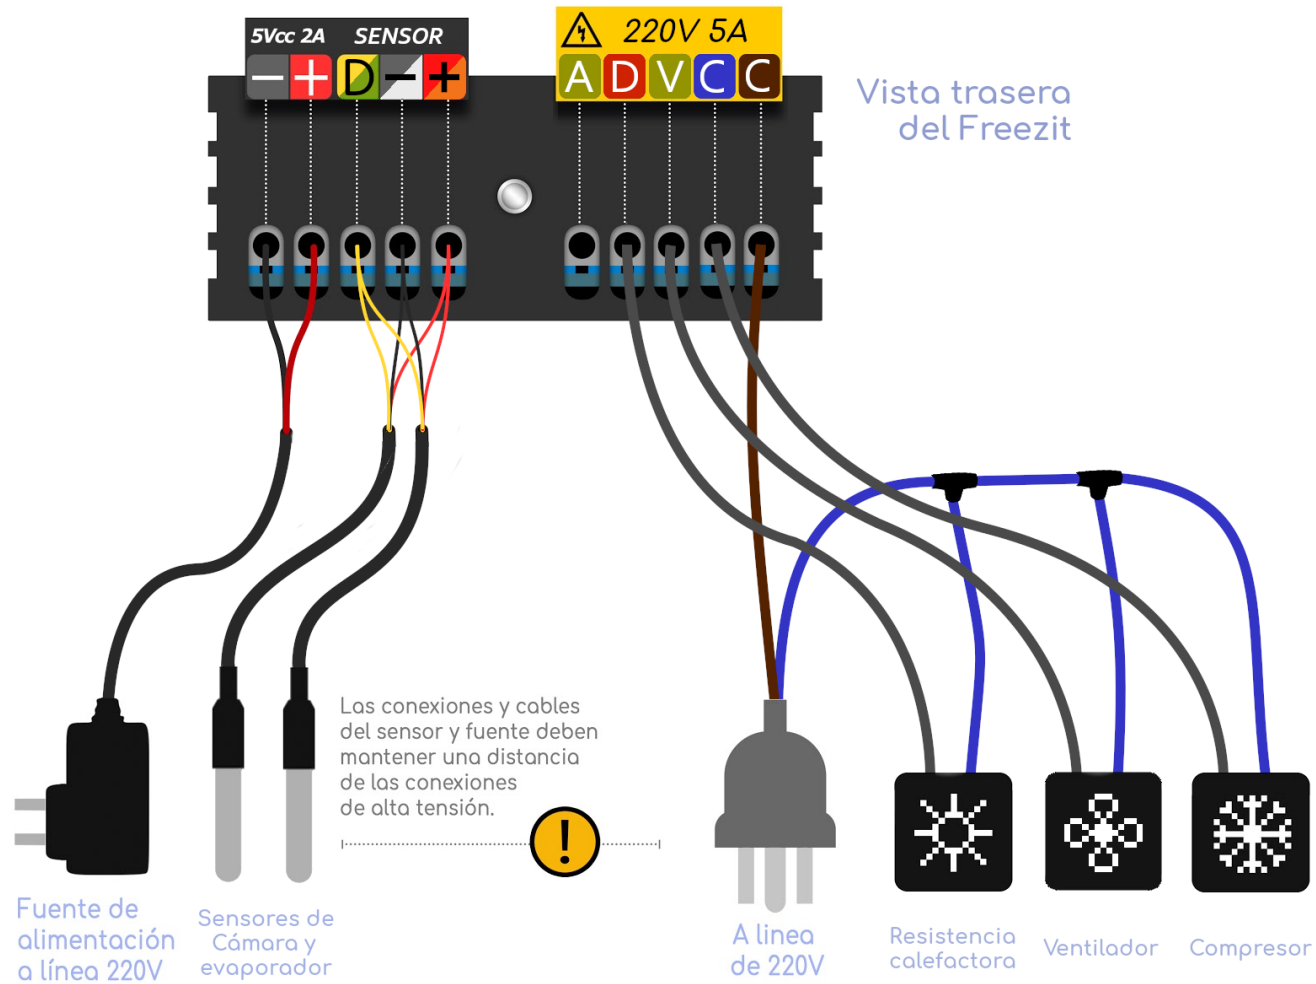 5Vcc 2A SENSOR
− + D − +
220V 5A
A D V C C
Vista trasera
del Freezit
Las conexiones y cables
del sensor y fuente deben
mantener una distancia
de las conexiones
de alta tensión.
!
Fuente de
alimentación
a línea 220V
Sensores de
Cámara y
evaporador
A linea
de 220V
Resistencia
calefactora
Ventilador
Compresor